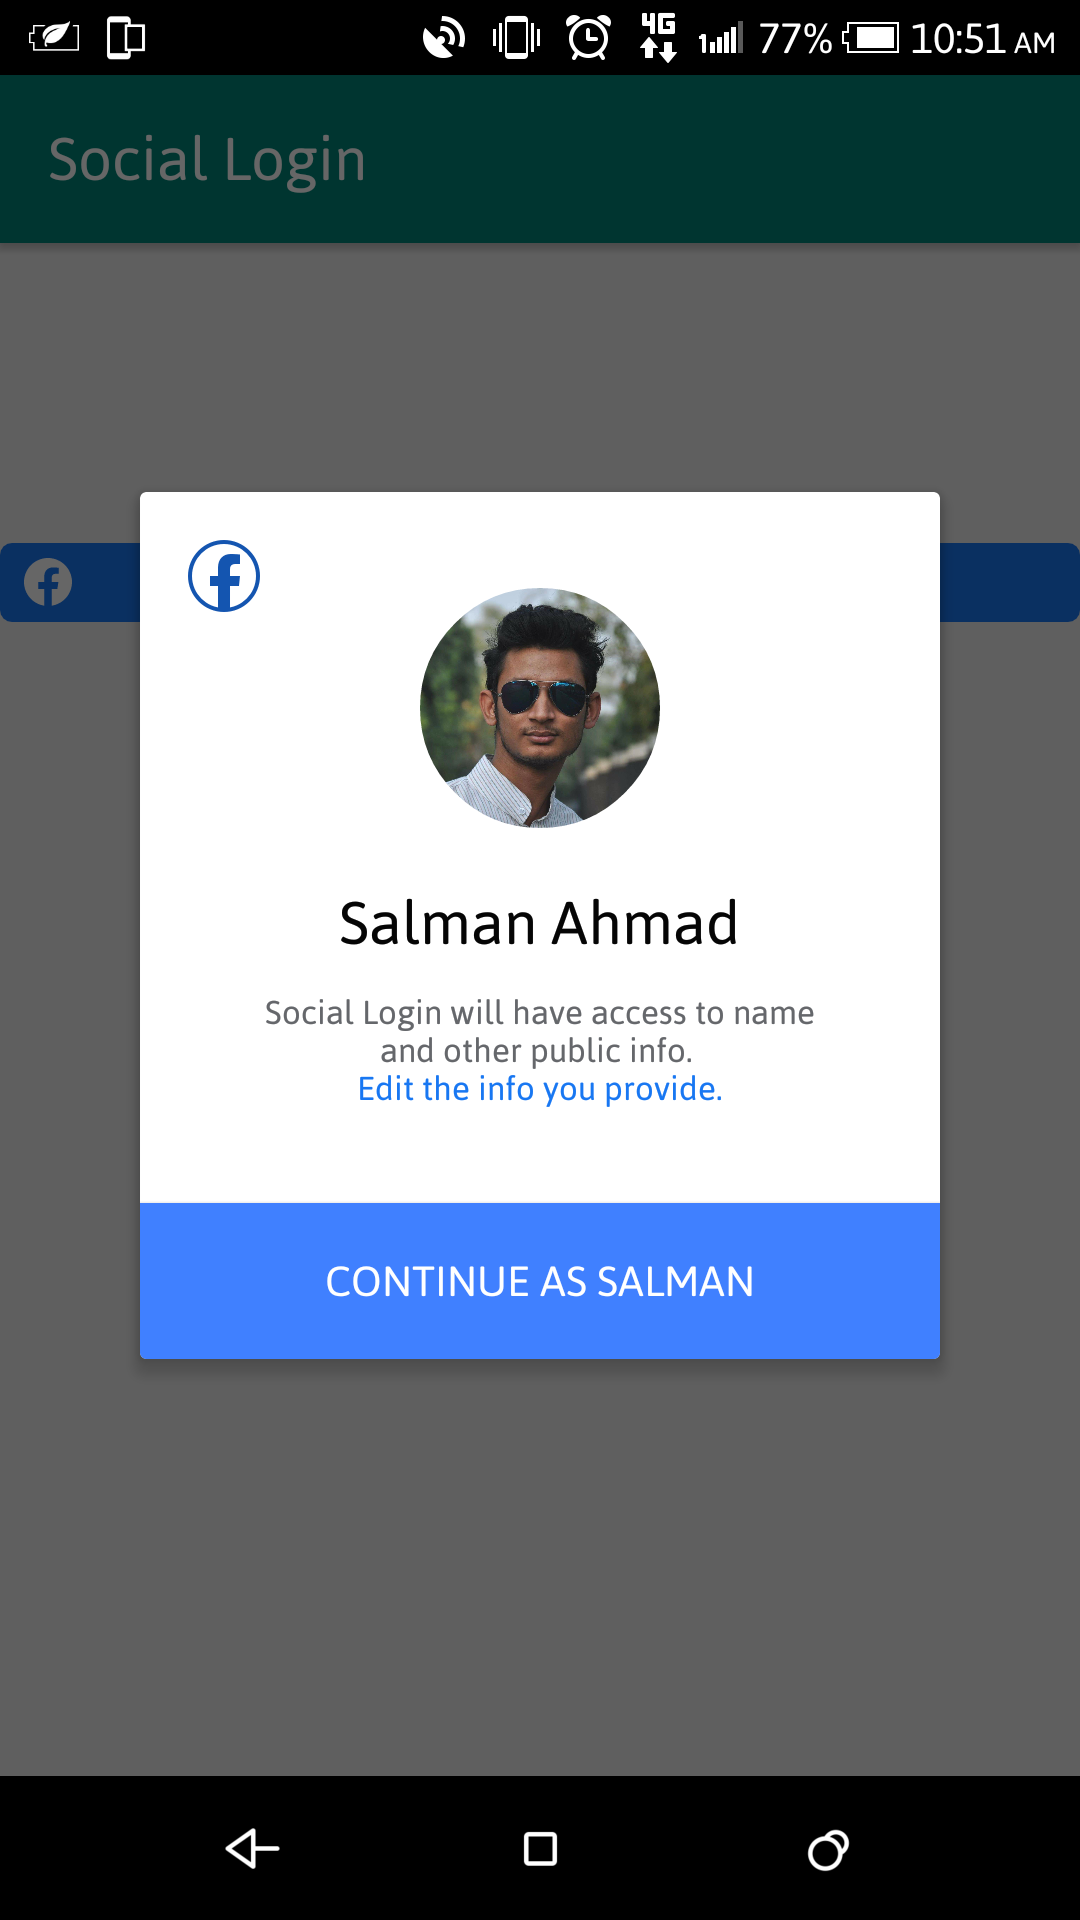 4G 77% 10:51 AM
Social Login
Salman Ahmad
Social Login will have access to name
and other public info.
Edit the info you provide.
CONTINUE AS SALMAN